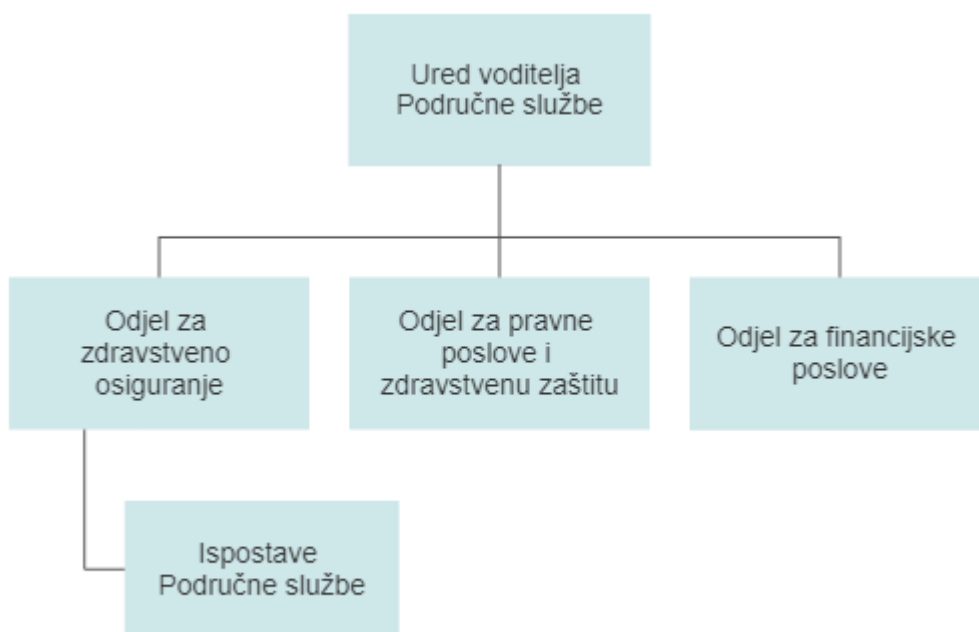 Ured voditelja
Područne službe
Odjel za
zdravstveno
osiguranje
Odjel za pravne
poslove i
zdravstvenu zaštitu
Odjel za financijske
poslove
Ispostave
Područne službe